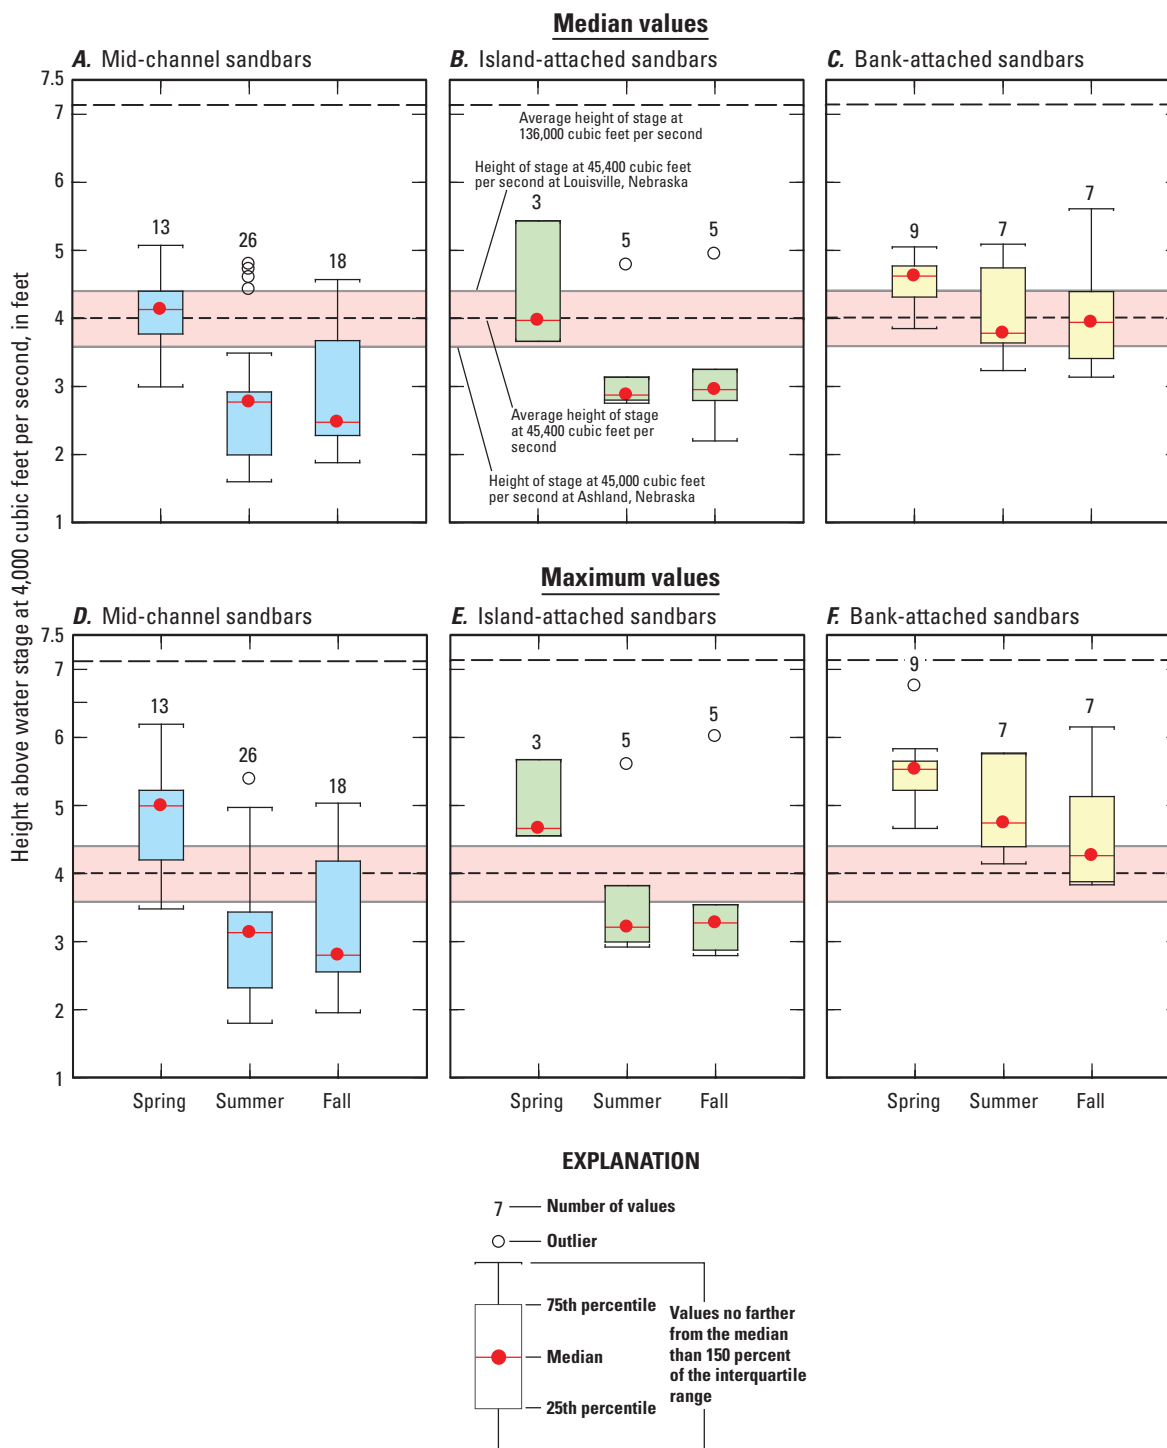 Median values
A. Mid-channel sandbars
B. Island-attached sandbars
C. Bank-attached sandbars
Height above water stage at 4,000 cubic feet per second, in feet
7.5
7
6
5
4
3
2
1
13
26
18
Average height of stage at
136,000 cubic feet per second
Height of stage at 45,400 cubic feet
per second at Louisville, Nebraska
3
5
5
Average height of stage
at 45,400 cubic feet per
second
Height of stage at 45,000 cubic feet
per second at Ashland, Nebraska
9
7
7
Maximum values
D. Mid-channel sandbars
E. Island-attached sandbars
F. Bank-attached sandbars
7.5
7
6
5
4
3
2
1
13
26
18
3
5
5
9
7
7
Spring Summer Fall
Spring Summer Fall
Spring Summer Fall
EXPLANATION
7 Number of values
Outlier
75th percentile
Median
25th percentile
Values no farther
from the median
than 150 percent
of the interquartile
range